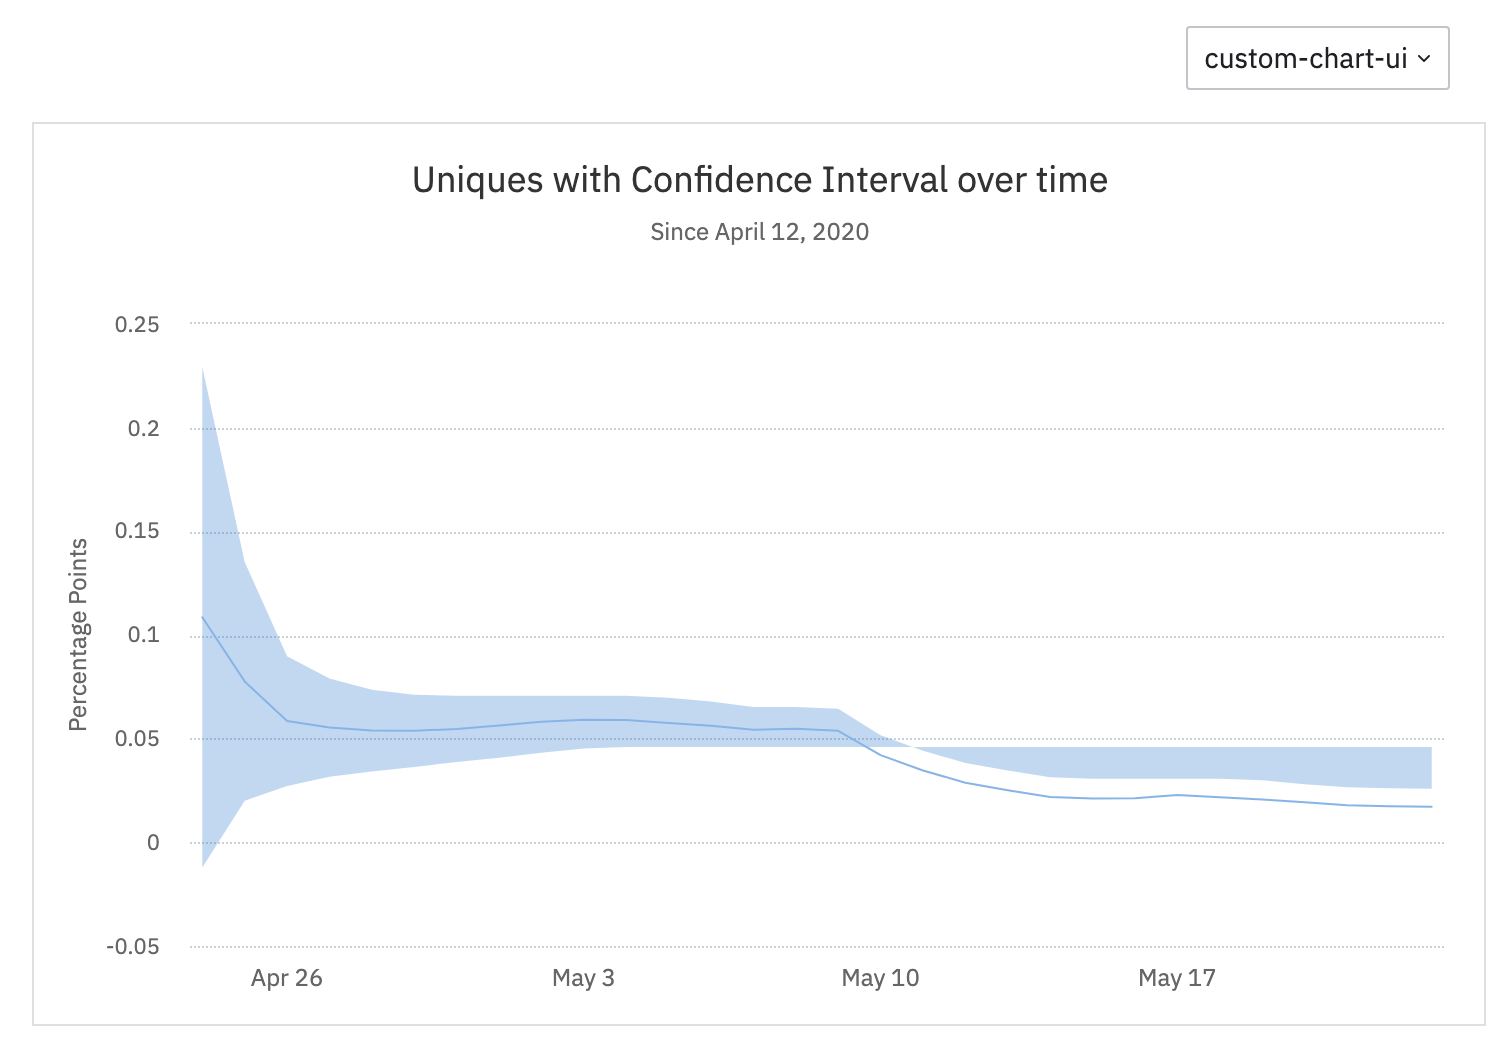 custom-chart-ui
Uniques with Confidence Interval over time
Since April 12, 2020
Percentage Points
0.25
0.2
0.15
0.1
0.05
0
-0.05
Apr 26
May 3
May 10
May 17